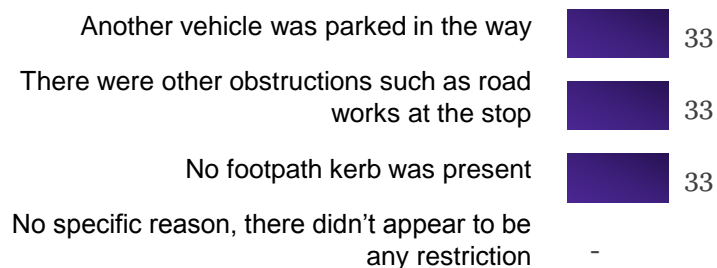 Another vehicle was parked in the way
33
There were other obstructions such as road
works at the stop
33
No footpath kerb was present
33
No specific reason, there didn’t appear to be
any restriction
-